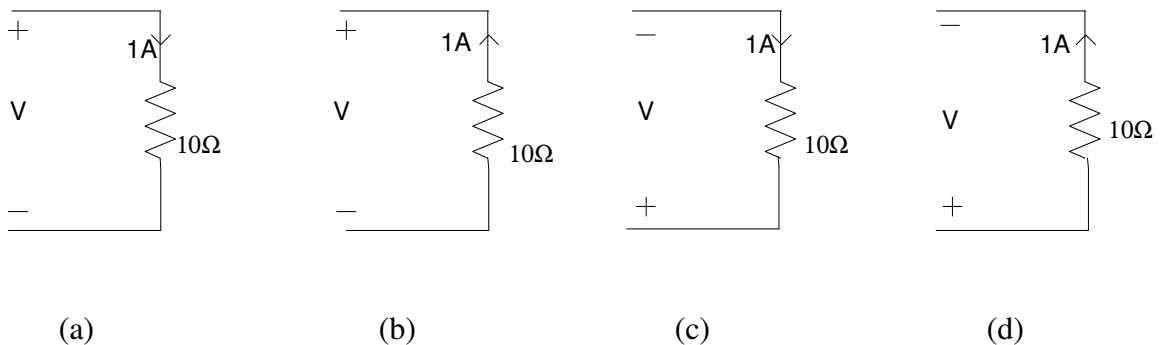 + + − −
1A 1A 1A 1A
V V V V
10Ω 10Ω 10Ω 10Ω
− − + +
(a) (b) (c) (d)